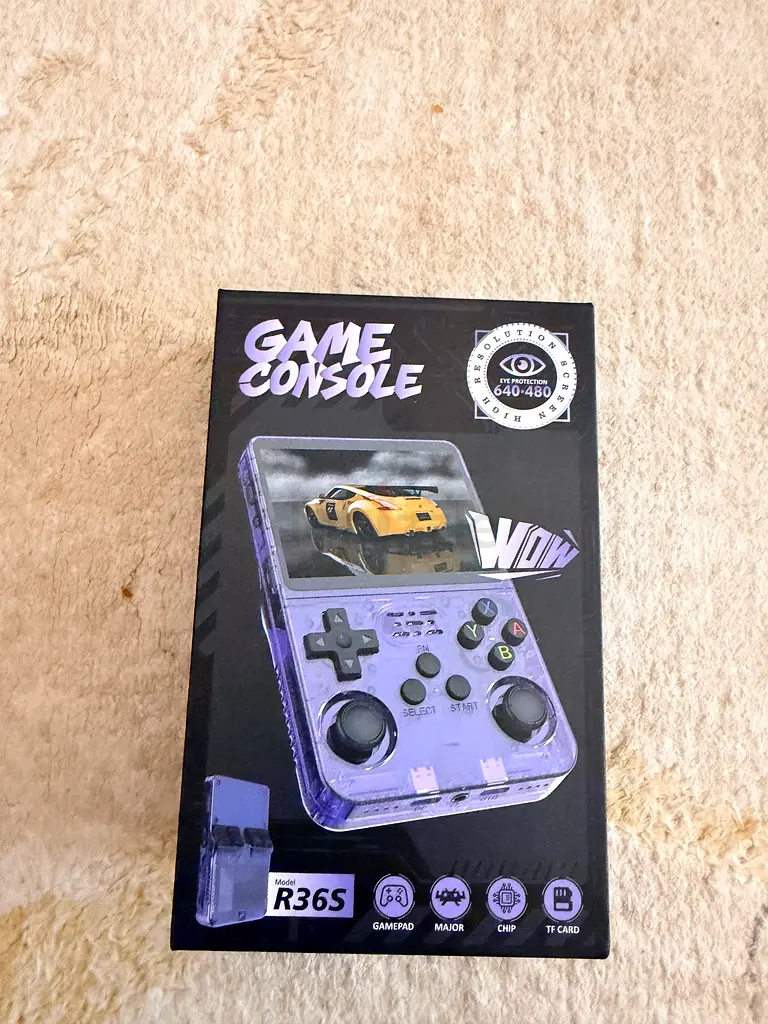 GAME
CONSOLE
HIGH RESOLUTION SCREEN
EYE PROTECTION
640*480
WOW
X
Y
A
B
FN
SELECT
START
Model
R36S
GAMEPAD
MAJOR
CHIP
TF CARD